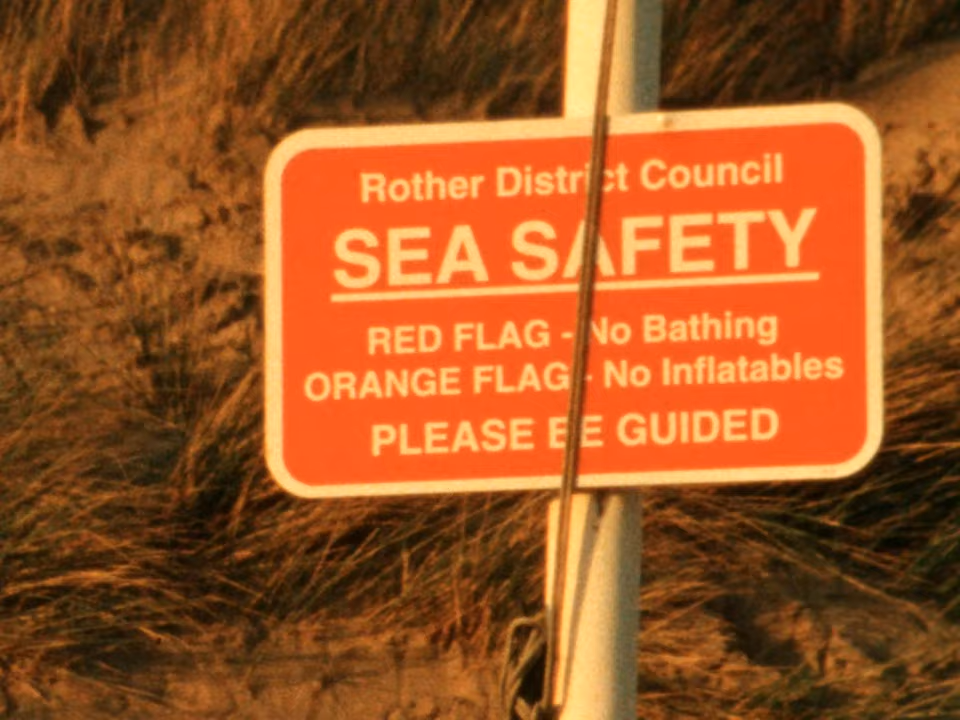 Rother District Council
SEA SAFETY
RED FLAG - No Bathing
ORANGE FLAG - No Inflatables
PLEASE BE GUIDED